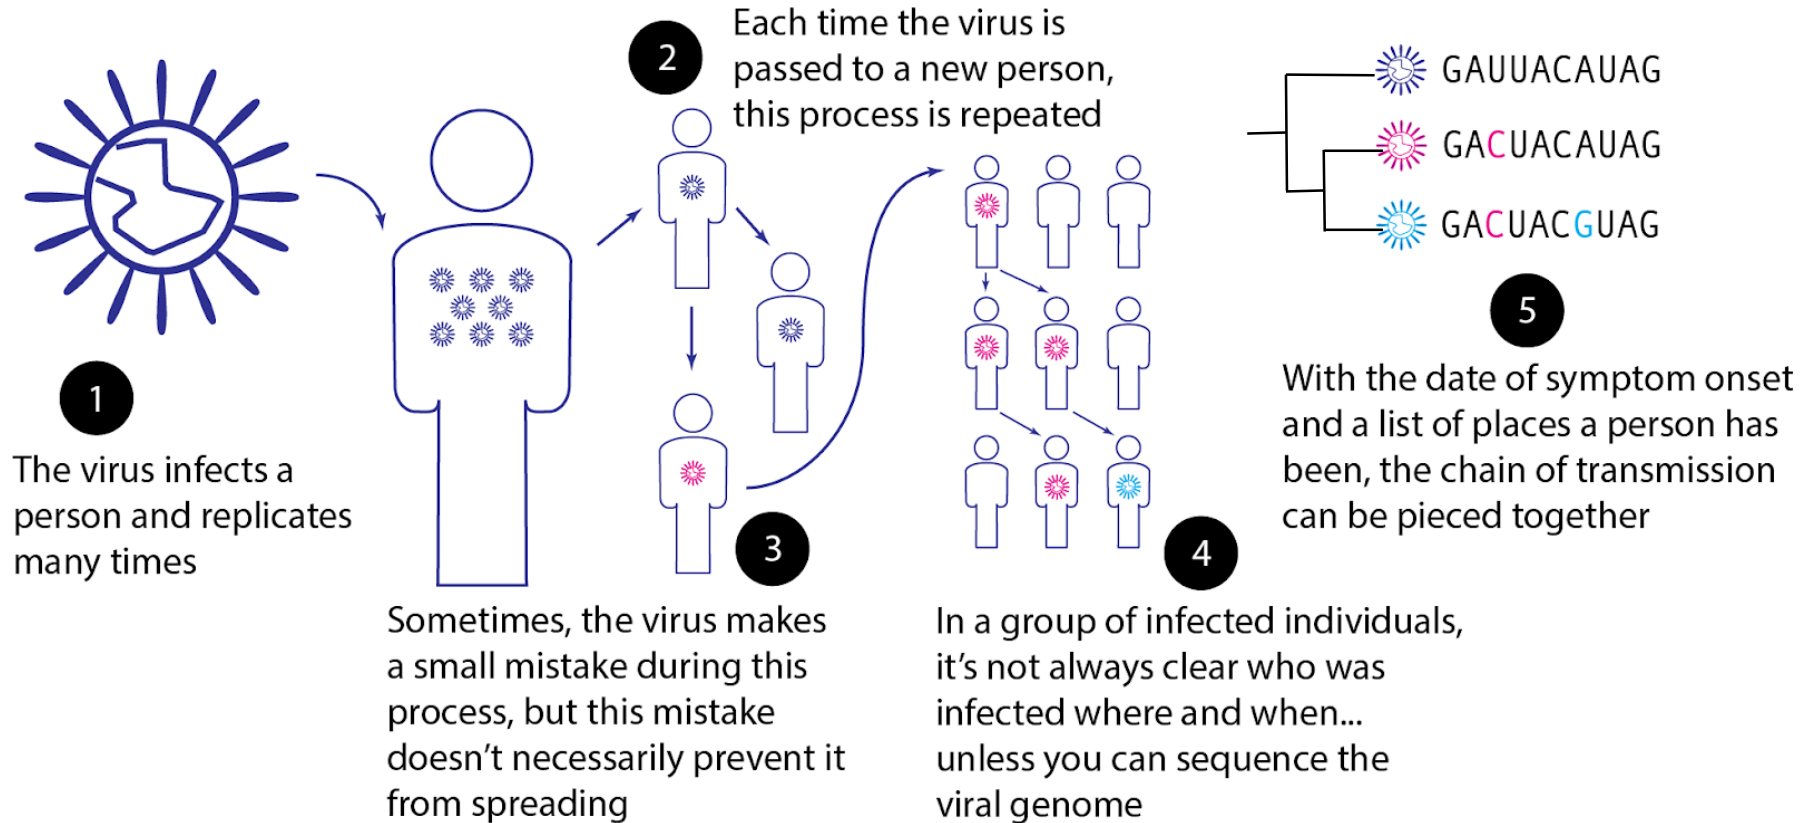 1
The virus infects a
person and replicates
many times
2
Each time the virus is
passed to a new person,
this process is repeated
3
Sometimes, the virus makes
a small mistake during this
process, but this mistake
doesn't necessarily prevent it
from spreading
4
In a group of infected individuals,
it's not always clear who was
infected where and when...
unless you can sequence the
viral genome
GAUUACAUAG
GACUACAUAG
GACUACGUAG
5
With the date of symptom onset
and a list of places a person has
been, the chain of transmission
can be pieced together